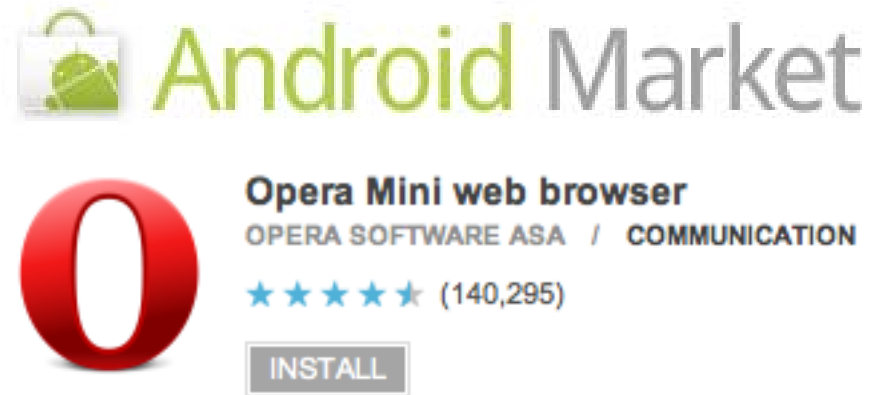 Android Market
Opera Mini web browser
OPERA SOFTWARE ASA / COMMUNICATION
(140,295)
INSTALL